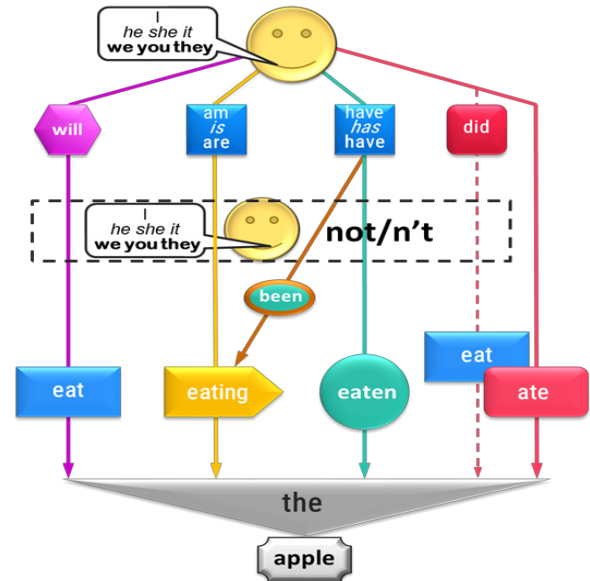 I
he she it
we you they
will
am
is
are
have
has
have
did
I
he she it
we you they
not/n't
been
eat
eating
eaten
eat
ate
the
apple